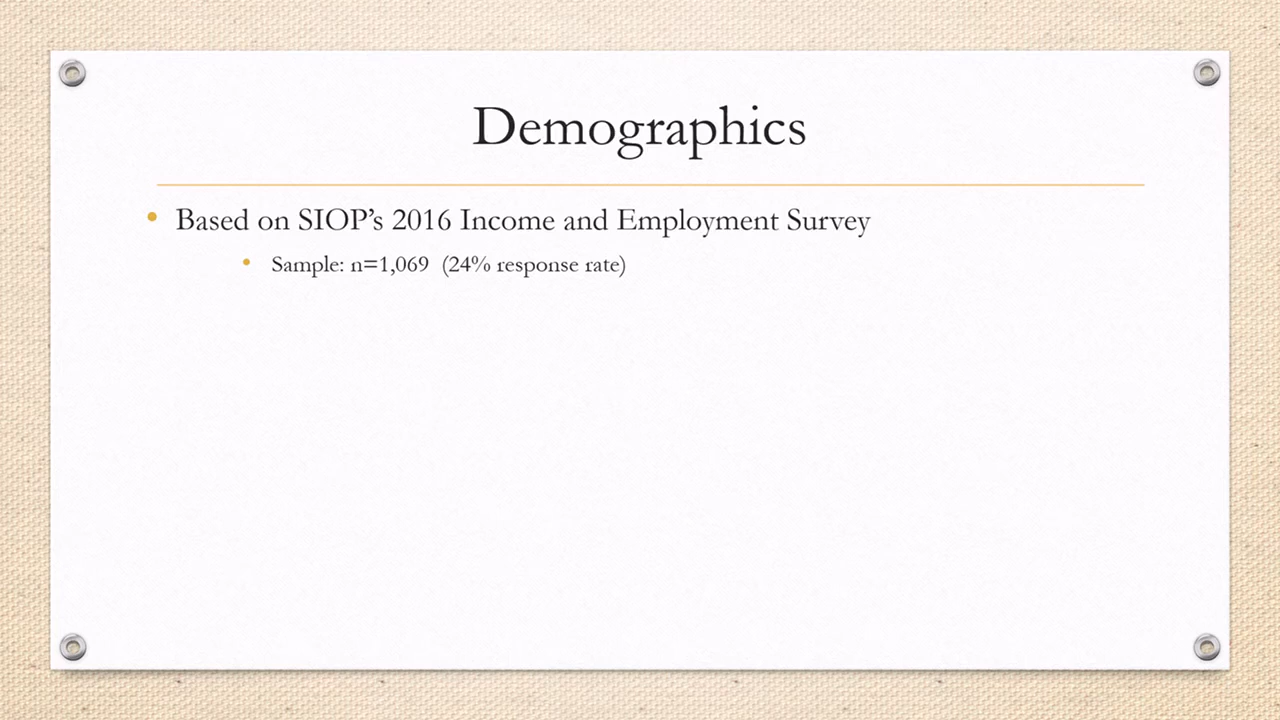 Demographics
Based on SIOP’s 2016 Income and Employment Survey
Sample: n=1,069 (24% response rate)